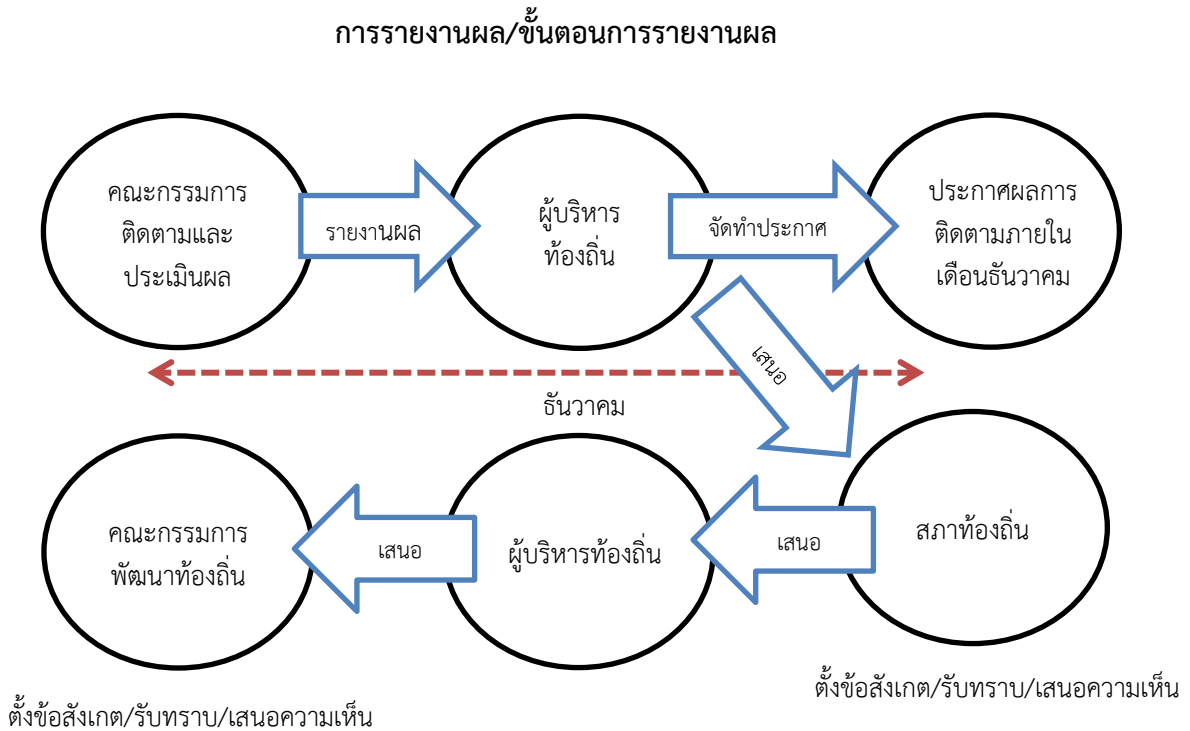 การรายงานผล/ขั้นตอนการรายงานผล
คณะกรรมการ
ติดตามและ
ประเมินผล
รายงานผล
ผู้บริหาร
ท้องถิ่น
จัดทำประกาศ
ประกาศผลการ
ติดตามภายใน
เดือนธันวาคม
เสนอ
ธันวาคม
คณะกรรมการ
พัฒนาท้องถิ่น
เสนอ
ผู้บริหารท้องถิ่น
เสนอ
สภาท้องถิ่น
ตั้งข้อสังเกต/รับทราบ/เสนอความเห็น
ตั้งข้อสังเกต/รับทราบ/เสนอความเห็น